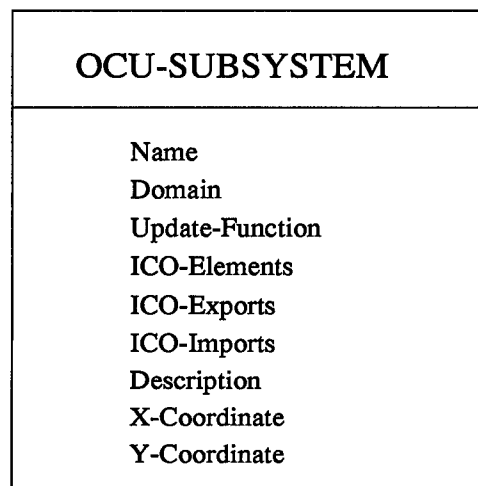 OCU-SUBSYSTEM
Name
Domain
Update-Function
ICO-Elements
ICO-Exports
ICO-Imports
Description
X-Coordinate
Y-Coordinate